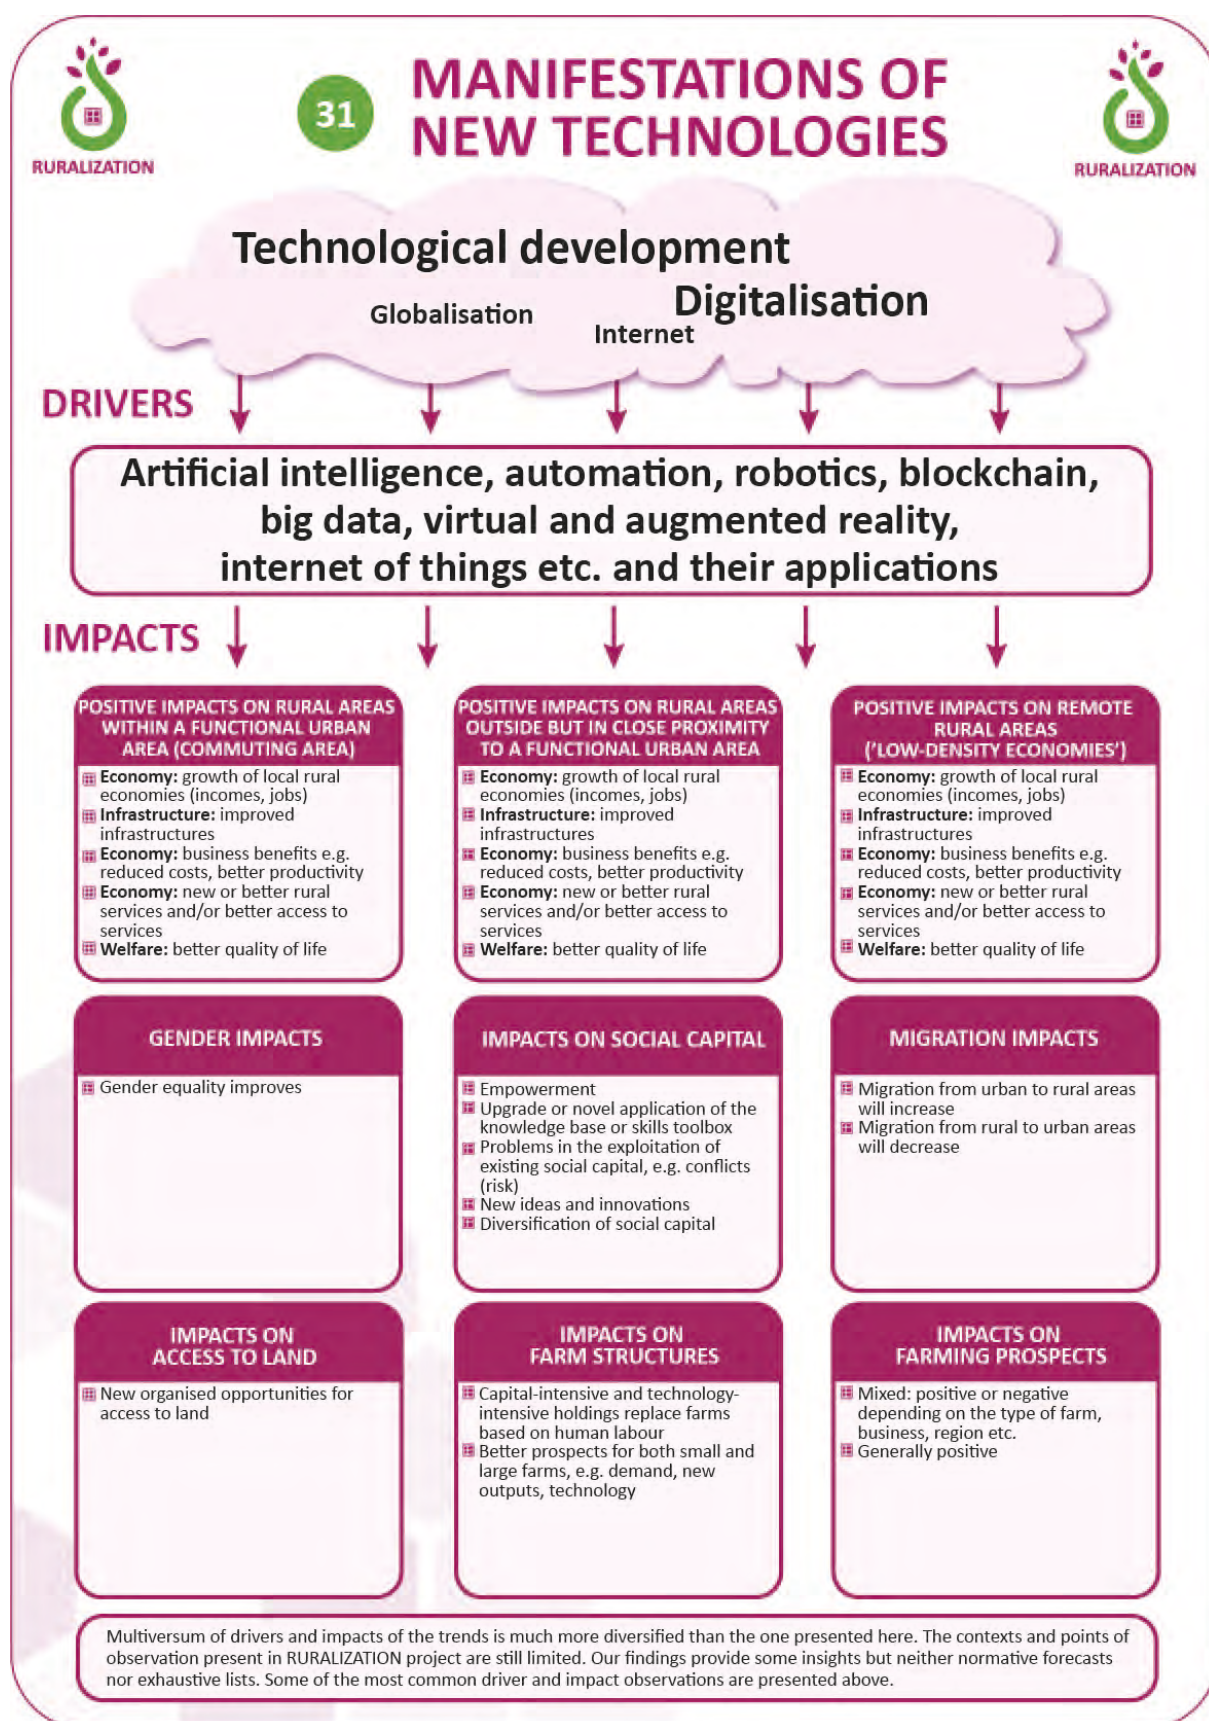 RURALIZATION
31
MANIFESTATIONS OF
NEW TECHNOLOGIES
RURALIZATION
Technological development
Digitalisation
Globalisation
Internet
DRIVERS
Artificial intelligence, automation, robotics, blockchain,
big data, virtual and augmented reality,
internet of things etc. and their applications
IMPACTS
POSITIVE IMPACTS ON RURAL AREAS
WITHIN A FUNCTIONAL URBAN
AREA (COMMUTING AREA)
Economy: growth of local rural
economies (incomes, jobs)
Infrastructure: improved
infrastructures
Economy: business benefits e.g.
reduced costs, better productivity
Economy: new or better rural
services and/or better access to
services
Welfare: better quality of life
POSITIVE IMPACTS ON RURAL AREAS
OUTSIDE BUT IN CLOSE PROXIMITY
TO A FUNCTIONAL URBAN AREA
Economy: growth of local rural
economies (incomes, jobs)
Infrastructure: improved
infrastructures
Economy: business benefits e.g.
reduced costs, better productivity
Economy: new or better rural
services and/or better access to
services
Welfare: better quality of life
POSITIVE IMPACTS ON REMOTE
RURAL AREAS
('LOW-DENSITY ECONOMIES')
Economy: growth of local rural
economies (incomes, jobs)
Infrastructure: improved
infrastructures
Economy: business benefits e.g.
reduced costs, better productivity
Economy: new or better rural
services and/or better access to
services
Welfare: better quality of life
GENDER IMPACTS
Gender equality improves
IMPACTS ON SOCIAL CAPITAL
Empowerment
Upgrade or novel application of the
knowledge base or skills toolbox
Problems in the exploitation of
existing social capital, e.g. conflicts
(risk)
New ideas and innovations
Diversification of social capital
MIGRATION IMPACTS
Migration from urban to rural areas
will increase
Migration from rural to urban areas
will decrease
IMPACTS ON
ACCESS TO LAND
New organised opportunities for
access to land
IMPACTS ON
FARM STRUCTURES
Capital-intensive and technology-
intensive holdings replace farms
based on human labour
Better prospects for both small and
large farms, e.g. demand, new
outputs, technology
IMPACTS ON
FARMING PROSPECTS
Mixed: positive or negative
depending on the type of farm,
business, region etc.
Generally positive
Multiversum of drivers and impacts of the trends is much more diversified than the one presented here. The contexts and points of
observation present in RURALIZATION project are still limited. Our findings provide some insights but neither normative forecasts
nor exhaustive lists. Some of the most common driver and impact observations are presented above.